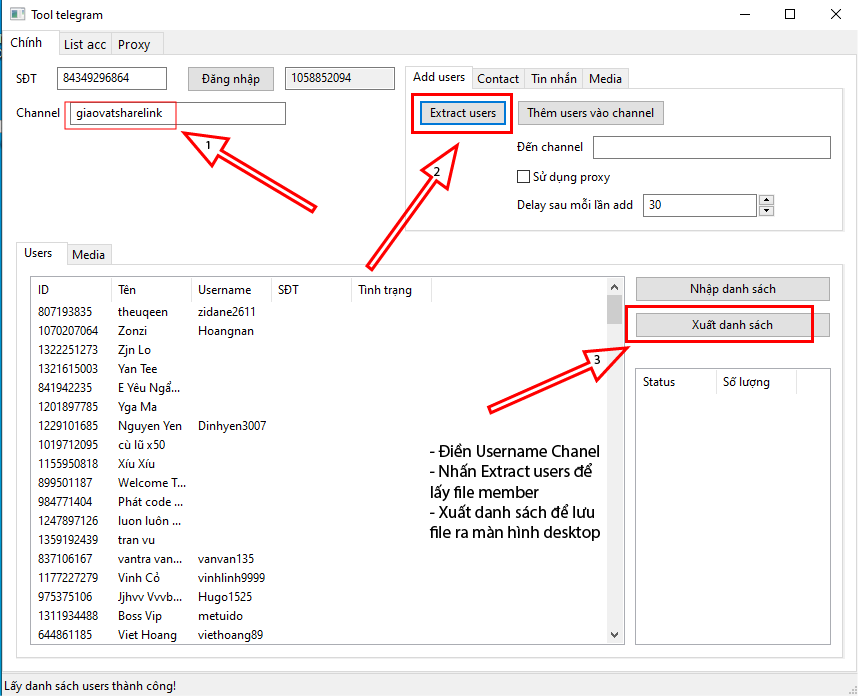 Tool telegram
Chính List acc Proxy
SĐT 84349296864 Đăng nhập 1058852094
Channel giaovatsharelink
1
Add users Contact Tin nhắn Media
Extract users Thêm users vào channel
2
Đến channel
Sử dụng proxy
Delay sau mỗi lần add 30
Users Media
ID Tên Username SĐT Tình trạng
807193835 theuqeen zidane2611
1070207064 Zonzi Hoangnan
1322251273 Zjn Lo
1321615003 Yan Tee
841942235 E Yêu Ngẩ...
1201897785 Yga Ma
1229101685 Nguyen Yen Dinhyen3007
1019712095 cù lũ x50
1155950818 Xíu Xíu
899501187 Welcome T...
984771404 Phát code ...
1247897126 luon luôn ...
1359192439 tran vu
837106167 vantra van... vanvan135
1177227279 Vinh Cỏ vinhlinh9999
975375106 Jjhvv Vvvb... Hugo1525
1311934488 Boss Vip metuido
644861185 Viet Hoang viethoang89
Nhập danh sách
Xuất danh sách
3
Status Số lượng
- Điền Username Chanel
- Nhấn Extract users để
lấy file member
- Xuất danh sách để lưu
file ra màn hình desktop
Lấy danh sách users thành công!